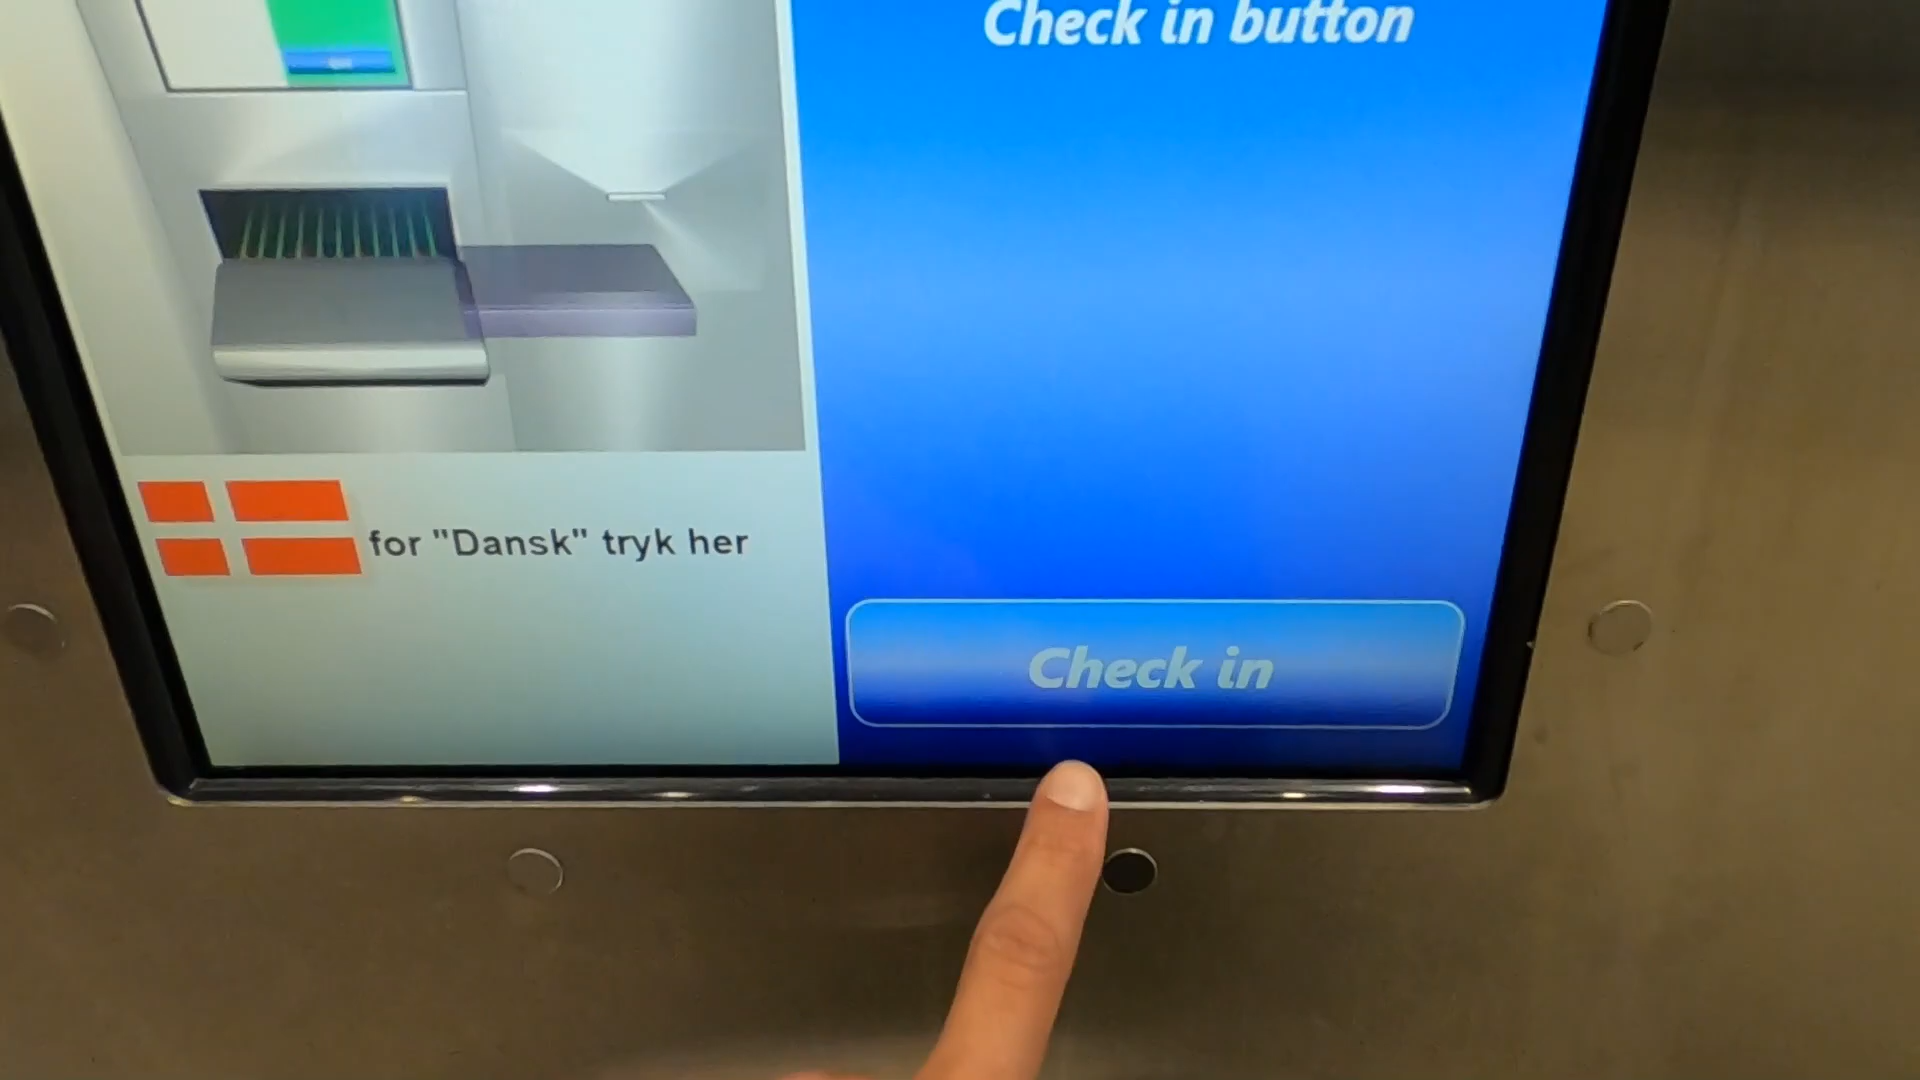 Check in button
for "Dansk" tryk her
Check in